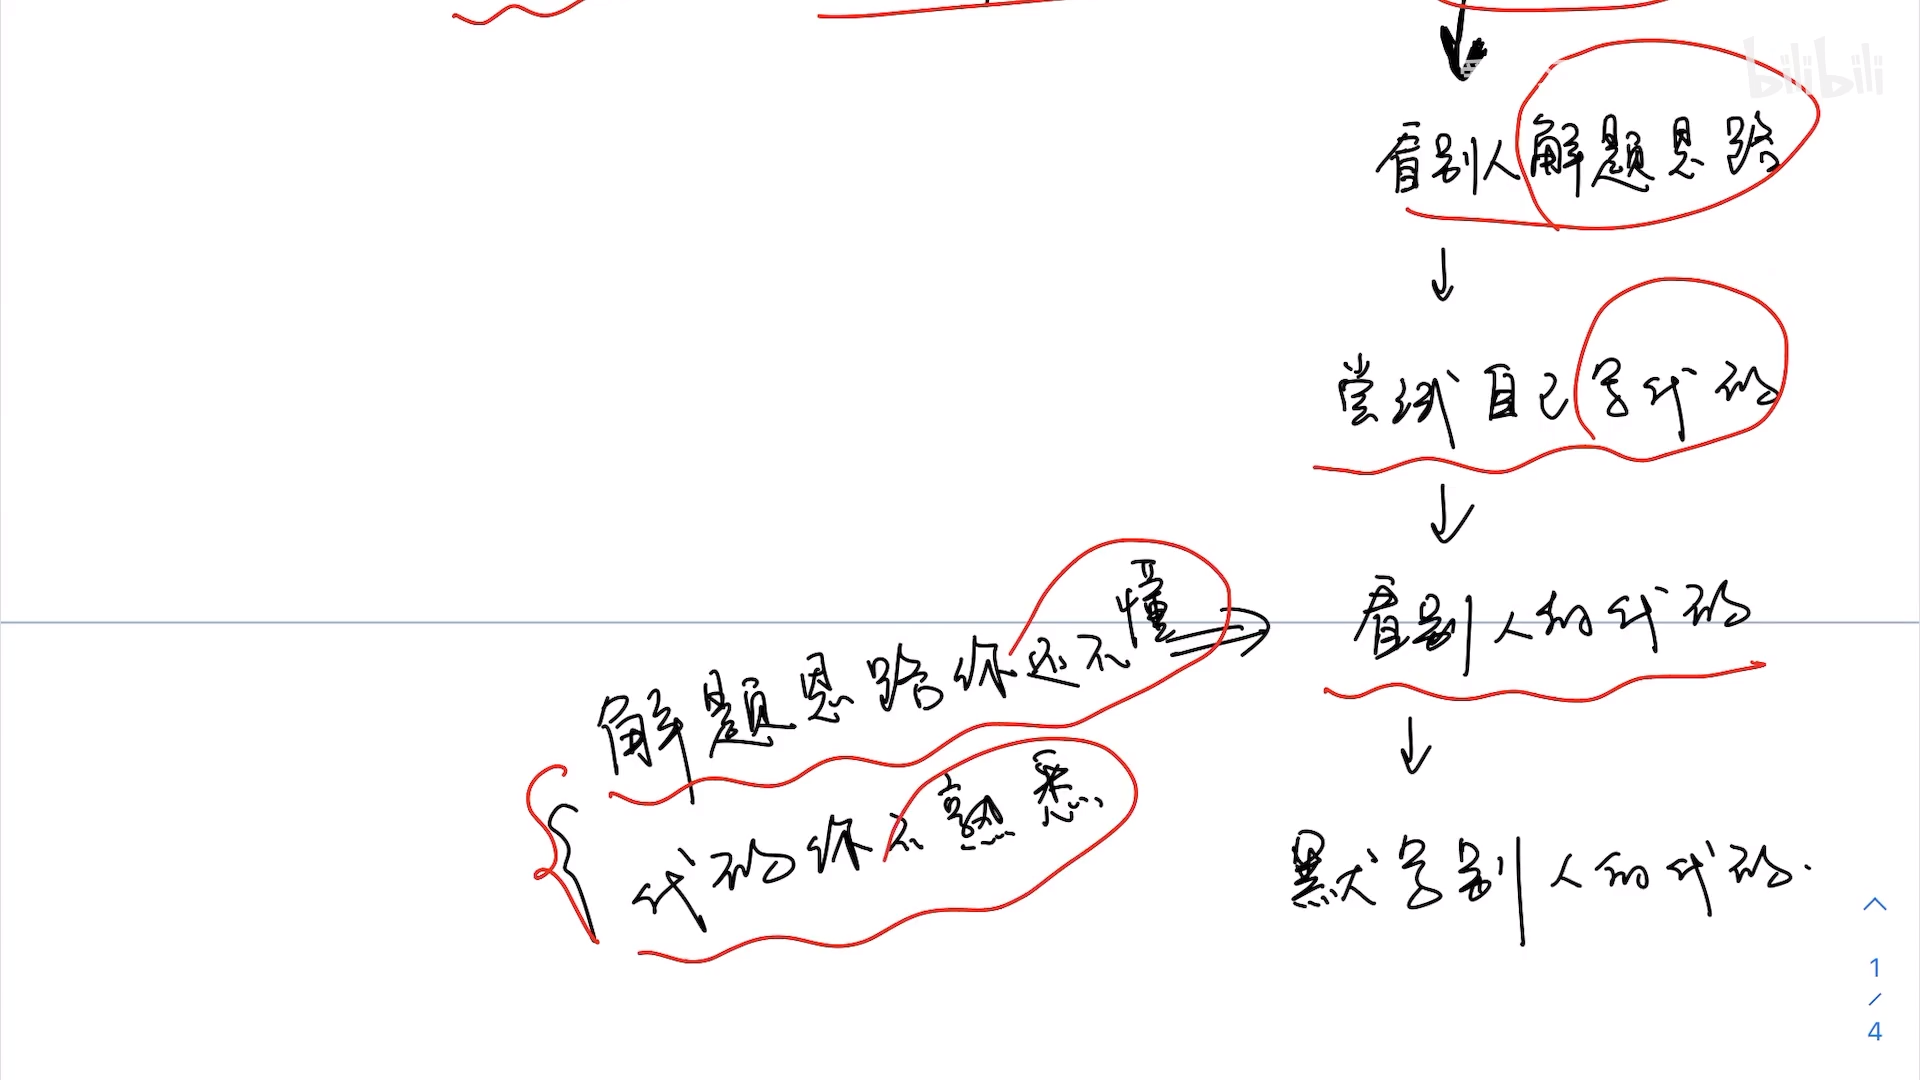 bilibili
看别人解题思路
尝试自己写代码
看别人的代码
解题思路你还不懂
代码你不熟悉
默写别人的代码.
1
/
4